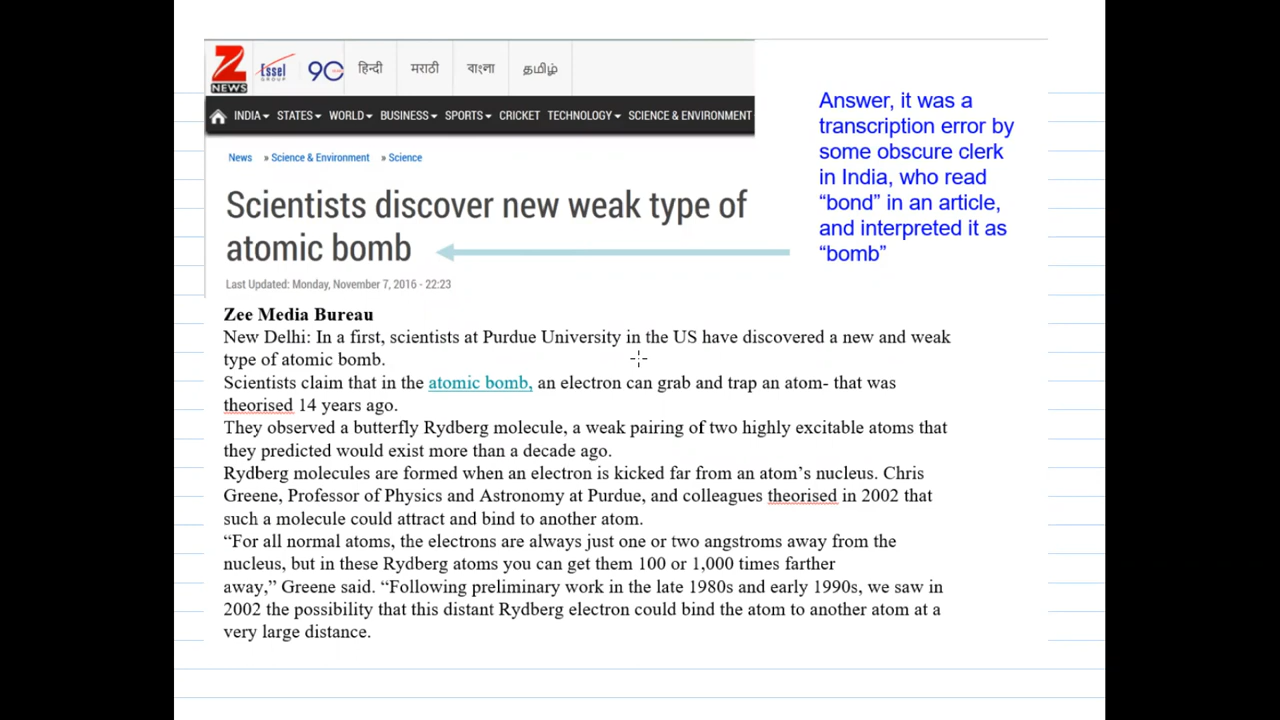 Z NEWS
Essel GROUP
90
हिन्दी
मराठी
বাংলা
தமிழ்
INDIA STATES WORLD BUSINESS SPORTS CRICKET TECHNOLOGY SCIENCE & ENVIRONMENT
News » Science & Environment » Science
Scientists discover new weak type of
atomic bomb
Last Updated: Monday, November 7, 2016 - 22:23
Answer, it was a
transcription error by
some obscure clerk
in India, who read
“bond” in an article,
and interpreted it as
“bomb”
Zee Media Bureau
New Delhi: In a first, scientists at Purdue University in the US have discovered a new and weak
type of atomic bomb.
Scientists claim that in the atomic bomb, an electron can grab and trap an atom- that was
theorised 14 years ago.
They observed a butterfly Rydberg molecule, a weak pairing of two highly excitable atoms that
they predicted would exist more than a decade ago.
Rydberg molecules are formed when an electron is kicked far from an atom’s nucleus. Chris
Greene, Professor of Physics and Astronomy at Purdue, and colleagues theorised in 2002 that
such a molecule could attract and bind to another atom.
“For all normal atoms, the electrons are always just one or two angstroms away from the
nucleus, but in these Rydberg atoms you can get them 100 or 1,000 times farther
away,” Greene said. “Following preliminary work in the late 1980s and early 1990s, we saw in
2002 the possibility that this distant Rydberg electron could bind the atom to another atom at a
very large distance.